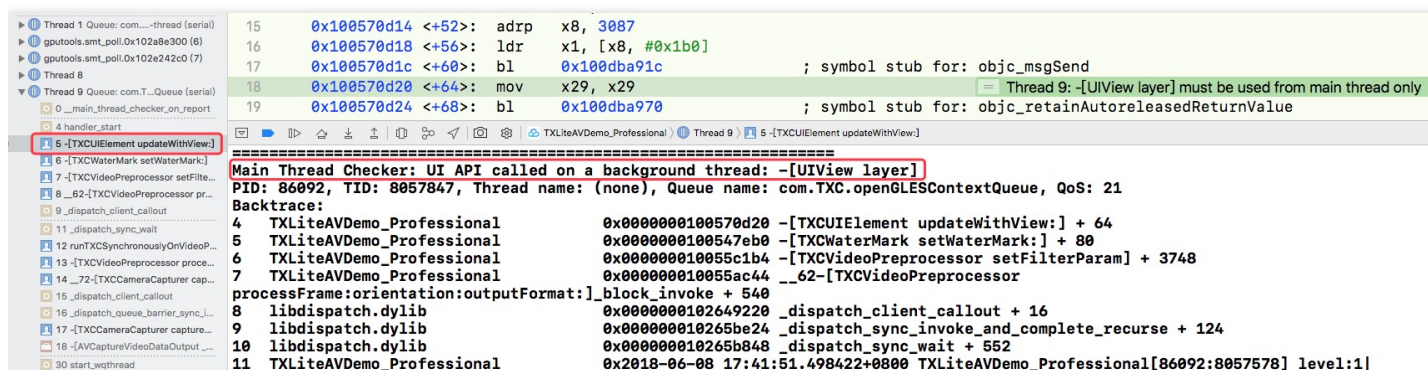 Thread 1 Queue: com....-thread (serial)
gputools.smt_poll.0x102a8e300 (6)
gputools.smt_poll.0x102e242c0 (7)
Thread 8
Thread 9 Queue: com.T...Queue (serial)
0 __main_thread_checker_on_report
4 handler_start
5 -[TXCUIElement updateWithView:]
6 -[TXCWaterMark setWaterMark:]
7 -[TXCVideoPreprocessor setFilte...
8 __62-[TXCVideoPreprocessor pr...
9 _dispatch_client_callout
11 _dispatch_sync_wait
12 runTXCSynchronouslyOnVideoP...
13 -[TXCVideoPreprocessor proce...
14 __72-[TXCCameraCapturer cap...
15 _dispatch_client_callout
16 _dispatch_queue_barrier_sync_i...
17 -[TXCCameraCapturer capture...
18 -[AVCaptureVideoDataOutput _...
30 start_wqthread
15 0x100570d14 <+52>: adrp x8, 3087
16 0x100570d18 <+56>: ldr x1, [x8, #0x1b0]
17 0x100570d1c <+60>: bl 0x100dba91c ; symbol stub for: objc_msgSend
18 0x100570d20 <+64>: mov x29, x29 = Thread 9: -[UIView layer] must be used from main thread only
19 0x100570d24 <+68>: bl 0x100dba970 ; symbol stub for: objc_retainAutoreleasedReturnValue
TXLiteAVDemo_Professional Thread 9 5 -[TXCUIElement updateWithView:]
=================================================================
Main Thread Checker: UI API called on a background thread: -[UIView layer]
PID: 86092, TID: 8057847, Thread name: (none), Queue name: com.TXC.openGLESContextQueue, QoS: 21
Backtrace:
4 TXLiteAVDemo_Professional 0x0000000100570d20 -[TXCUIElement updateWithView:] + 64
5 TXLiteAVDemo_Professional 0x0000000100547eb0 -[TXCWaterMark setWaterMark:] + 80
6 TXLiteAVDemo_Professional 0x000000010055c1b4 -[TXCVideoPreprocessor setFilterParam] + 3748
7 TXLiteAVDemo_Professional 0x000000010055ac44 __62-[TXCVideoPreprocessor
processFrame:orientation:outputFormat:]_block_invoke + 540
8 libdispatch.dylib 0x0000000102649220 _dispatch_client_callout + 16
9 libdispatch.dylib 0x000000010265be24 _dispatch_sync_invoke_and_complete_recurse + 124
10 libdispatch.dylib 0x000000010265b848 _dispatch_sync_wait + 552
11 TXLiteAVDemo_Professional 0x2018-06-08 17:41:51.498422+0800 TXLiteAVDemo_Professional[86092:8057578] level:1|